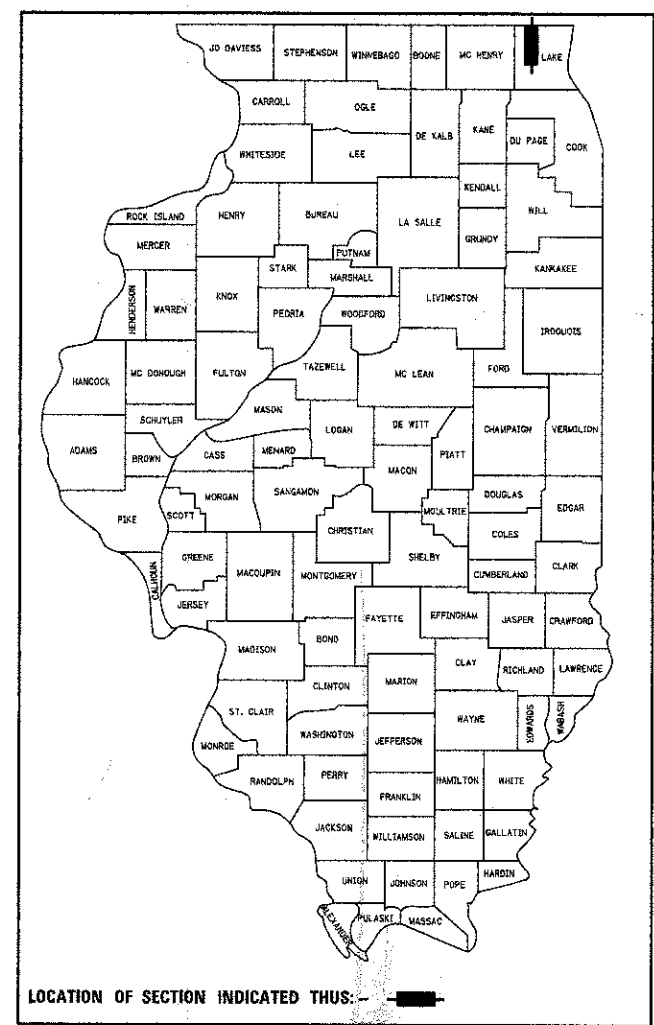 JO DAVIESS
STEPHENSON
WINNEBAGO
BOONE
MC HENRY
LAKE
CARROLL
OGLE
DE KALB
KANE
DU PAGE
COOK
WHITESIDE
LEE
KENDALL
WILL
ROCK ISLAND
HENRY
BUREAU
LA SALLE
GRUNDY
MERCER
PUTNAM
KANKAKEE
STARK
MARSHALL
HENDERSON
WARREN
KNOX
PEORIA
WOODFORD
LIVINGSTON
IROQUOIS
HANCOCK
MC DONOUGH
FULTON
TAZEWELL
MC LEAN
FORD
SCHUYLER
MASON
LOGAN
DE WITT
CHAMPAIGN
VERMILION
ADAMS
BROWN
CASS
MENARD
MACON
PIATT
PIKE
SCOTT
MORGAN
SANGAMON
CHRISTIAN
MOULTRIE
DOUGLAS
EDGAR
COLES
CALHOUN
GREENE
MACOUPIN
MONTGOMERY
SHELBY
CUMBERLAND
CLARK
JERSEY
FAYETTE
EFFINGHAM
JASPER
CRAWFORD
MADISON
BOND
CLAY
RICHLAND
LAWRENCE
CLINTON
MARION
ST. CLAIR
WAYNE
EDWARDS
WABASH
MONROE
WASHINGTON
JEFFERSON
RANDOLPH
PERRY
HAMILTON
WHITE
FRANKLIN
JACKSON
WILLIAMSON
SALINE
GALLATIN
UNION
JOHNSON
POPE
HARDIN
ALEXANDER
PULASKI
MASSAC
LOCATION OF SECTION INDICATED THUS: -